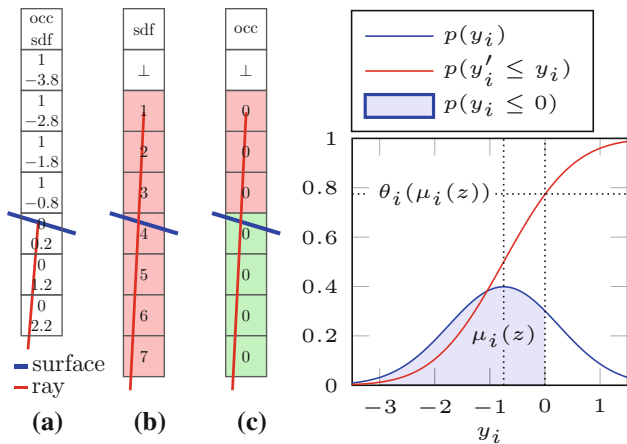 occ
sdf
1
−3.8
1
−2.8
1
−1.8
1
−0.8
0
0.2
0
1.2
0
2.2
surface
ray
(a)
sdf
⊥
1
2
3
4
5
6
7
(b)
occ
⊥
0
0
0
0
0
0
0
(c)
p(y_i)
p(y'_i ≤ y_i)
p(y_i ≤ 0)
1
0.8
0.6
0.4
0.2
0
θ_i(μ_i(z))
μ_i(z)
−3 −2 −1 0 1
y_i